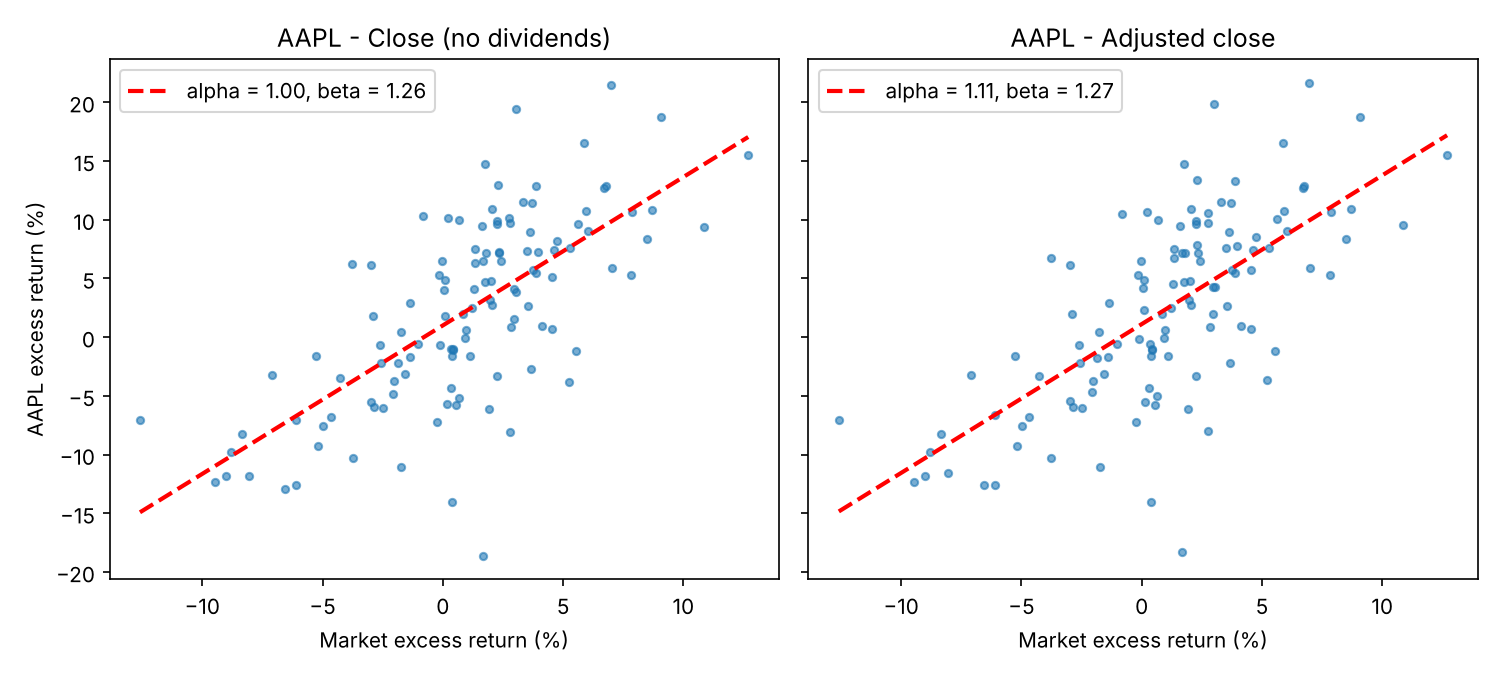 AAPL - Close (no dividends)
alpha = 1.00, beta = 1.26
AAPL excess return (%)
20
15
10
5
0
−5
−10
−15
−20
−10
−5
0
5
10
Market excess return (%)
AAPL - Adjusted close
alpha = 1.11, beta = 1.27
−10
−5
0
5
10
Market excess return (%)